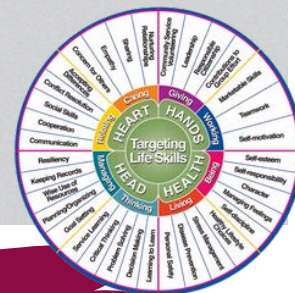 Targeting
Life Skills
HEART
HANDS
HEALTH
HEAD
Relating
Caring
Giving
Working
Being
Living
Thinking
Managing
Communication
Cooperation
Social Skills
Conflict Resolution
Accepting
Differences
Concern for Others
Empathy
Sharing
Nurturing
Relationships
Community Service
Volunteering
Leadership
Responsible
Citizenship
Contributions to
Group Effort
Marketable Skills
Teamwork
Self-motivation
Self-esteem
Self-responsibility
Character
Managing Feelings
Self-discipline
Healthy Lifestyle
Choices
Stress Management
Disease Prevention
Personal Safety
Learning to Learn
Decision Making
Problem Solving
Critical Thinking
Service Learning
Goal Setting
Planning/Organizing
Wise Use of
Resources
Keeping Records
Resiliency